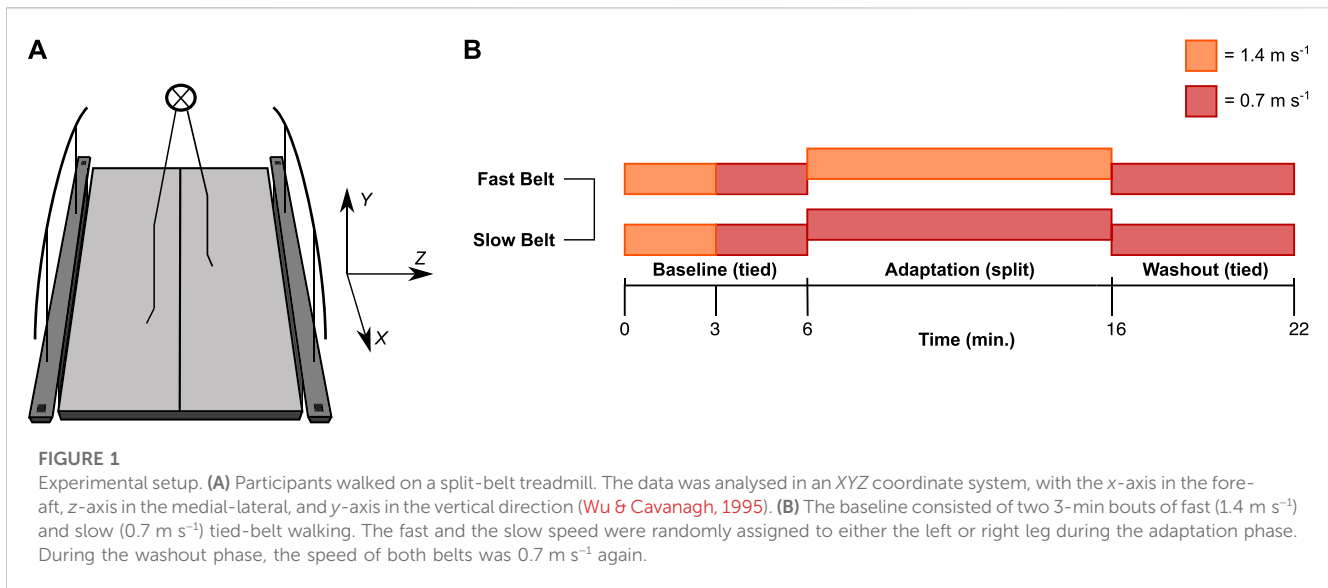 A
B
= 1.4 m s⁻¹
= 0.7 m s⁻¹
Y
Z
X
Fast Belt
Slow Belt
Baseline (tied)
Adaptation (split)
Washout (tied)
0
3
6
16
22
Time (min.)
FIGURE 1
Experimental setup. (A) Participants walked on a split-belt treadmill. The data was analysed in an XYZ coordinate system, with the x-axis in the fore-
aft, z-axis in the medial-lateral, and y-axis in the vertical direction (Wu & Cavanagh, 1995). (B) The baseline consisted of two 3-min bouts of fast (1.4 m s⁻¹)
and slow (0.7 m s⁻¹) tied-belt walking. The fast and the slow speed were randomly assigned to either the left or right leg during the adaptation phase.
During the washout phase, the speed of both belts was 0.7 m s⁻¹ again.